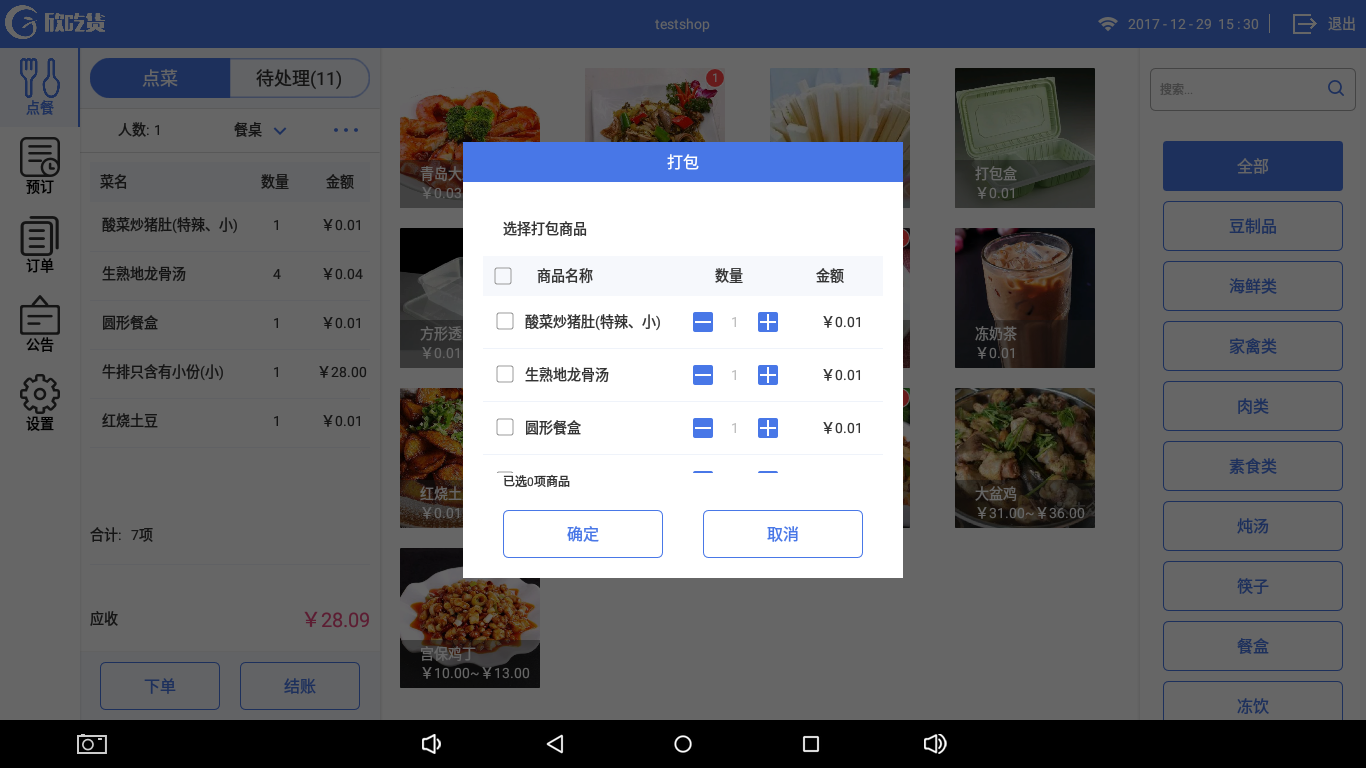 欣吃货
testshop
2017-12-29 15:30
退出
点餐
预订
订单
公告
设置
点菜
待处理(11)
人数: 1
餐桌
菜名 数量 金额
酸菜炒猪肚(特辣、小) 1 ￥0.01
生熟地龙骨汤 4 ￥0.04
圆形餐盒 1 ￥0.01
牛排只含有小份(小) 1 ￥28.00
红烧土豆 1 ￥0.01
合计: 7项
应收 ￥28.09
下单
结账
青岛大
￥0.03
1
打包盒
￥0.01
方形透
￥0.01
冻奶茶
￥0.01
红烧土
￥0.01
大盆鸡
￥31.00~￥36.00
宫保鸡丁
￥10.00~￥13.00
打包
选择打包商品
商品名称 数量 金额
酸菜炒猪肚(特辣、小) 1 ￥0.01
生熟地龙骨汤 1 ￥0.01
圆形餐盒 1 ￥0.01
已选0项商品
确定
取消
搜索...
全部
豆制品
海鲜类
家禽类
肉类
素食类
炖汤
筷子
餐盒
冻饮